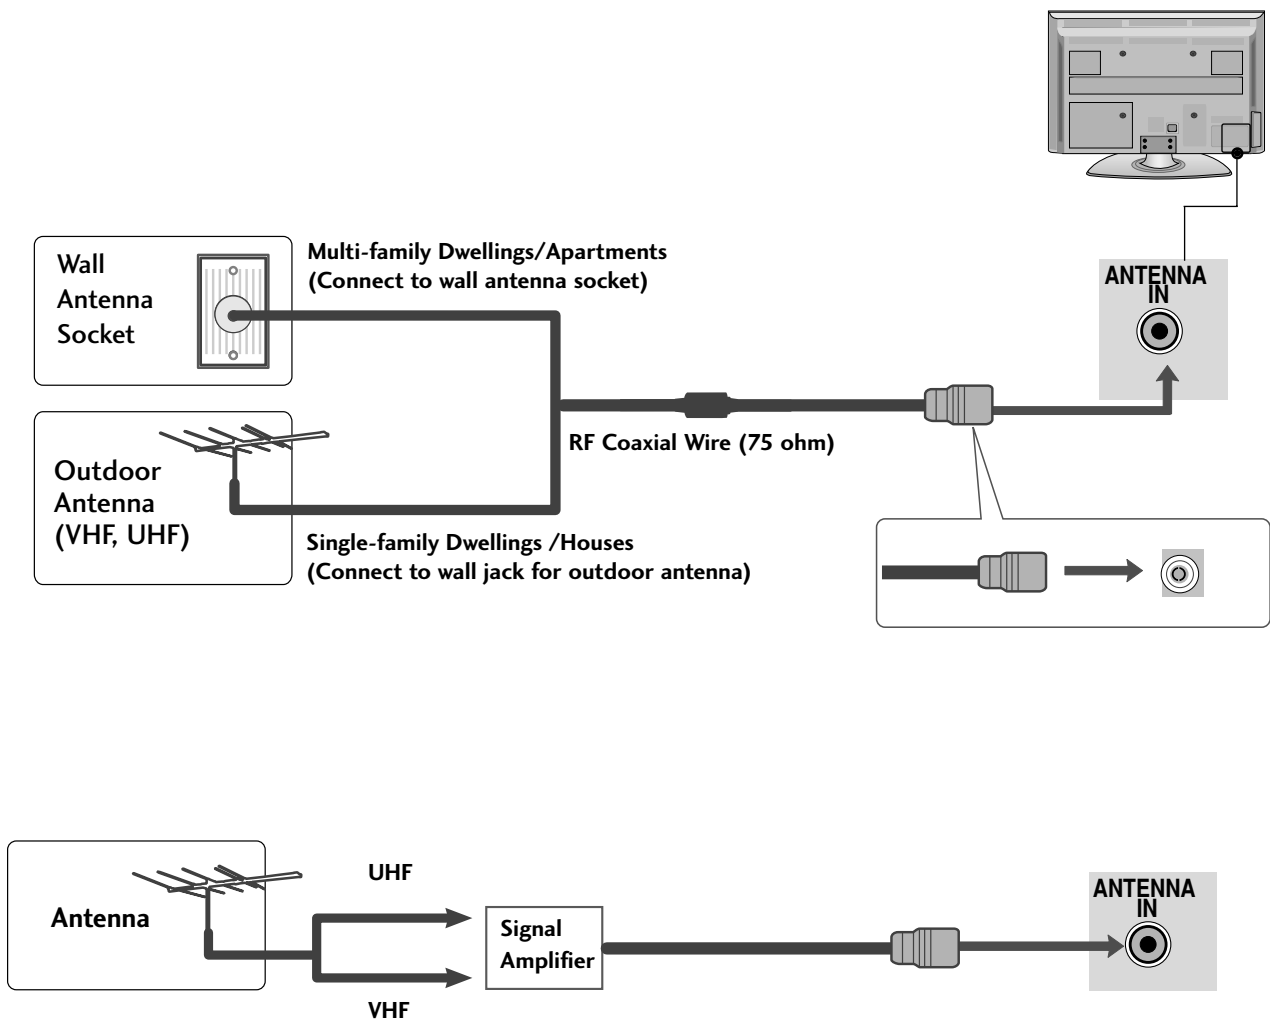 Wall
Antenna
Socket
Multi-family Dwellings/Apartments
(Connect to wall antenna socket)
ANTENNA
IN
RF Coaxial Wire (75 ohm)
Outdoor
Antenna
(VHF, UHF)
Single-family Dwellings /Houses
(Connect to wall jack for outdoor antenna)
Antenna
UHF
VHF
Signal
Amplifier
ANTENNA
IN